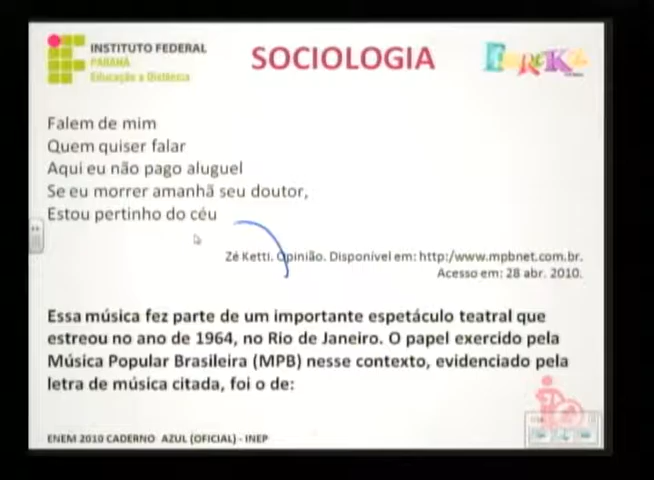 INSTITUTO FEDERAL
PARANÁ
Educação a Distância
SOCIOLOGIA
Falem de mim
Quem quiser falar
Aqui eu não pago aluguel
Se eu morrer amanhã seu doutor,
Estou pertinho do céu
Zé Ketti. Opinião. Disponível em: http:/www.mpbnet.com.br.
Acesso em: 28 abr. 2010.
Essa música fez parte de um importante espetáculo teatral que
estreou no ano de 1964, no Rio de Janeiro. O papel exercido pela
Música Popular Brasileira (MPB) nesse contexto, evidenciado pela
letra de música citada, foi o de:
ENEM 2010 CADERNO AZUL (OFICIAL) - INEP